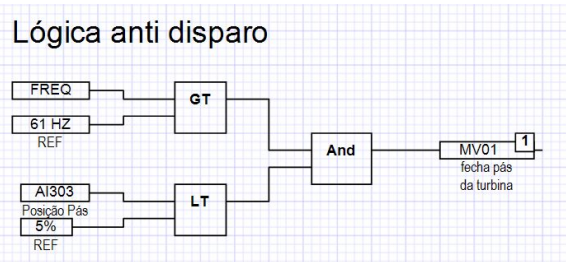 Lógica anti disparo
FREQ
GT
61 HZ
REF
And
MV01
1
fecha pás
da turbina
AI303
Posição Pás
LT
5%
REF